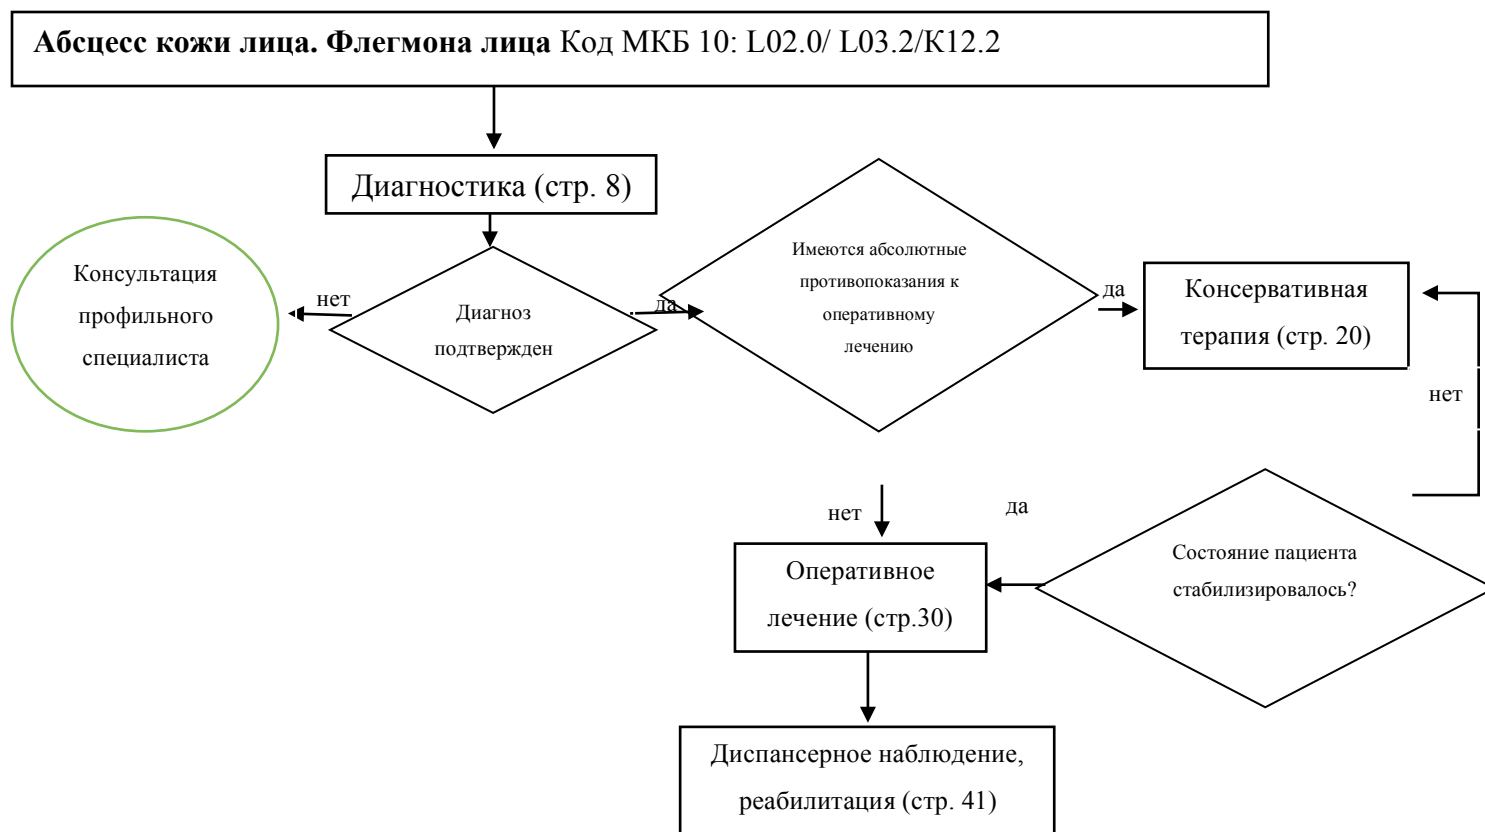 Абсцесс кожи лица. Флегмона лица Код МКБ 10: L02.0/ L03.2/K12.2
Диагностика (стр. 8)
Консультация
профильного
специалиста
нет
Диагноз
подтвержден
да
Имеются абсолютные
противопоказания к
оперативному
лечению
да
Консервативная
терапия (стр. 20)
нет
нет
да
Состояние пациента
стабилизировалось?
Оперативное
лечение (стр.30)
Диспансерное наблюдение,
реабилитация (стр. 41)